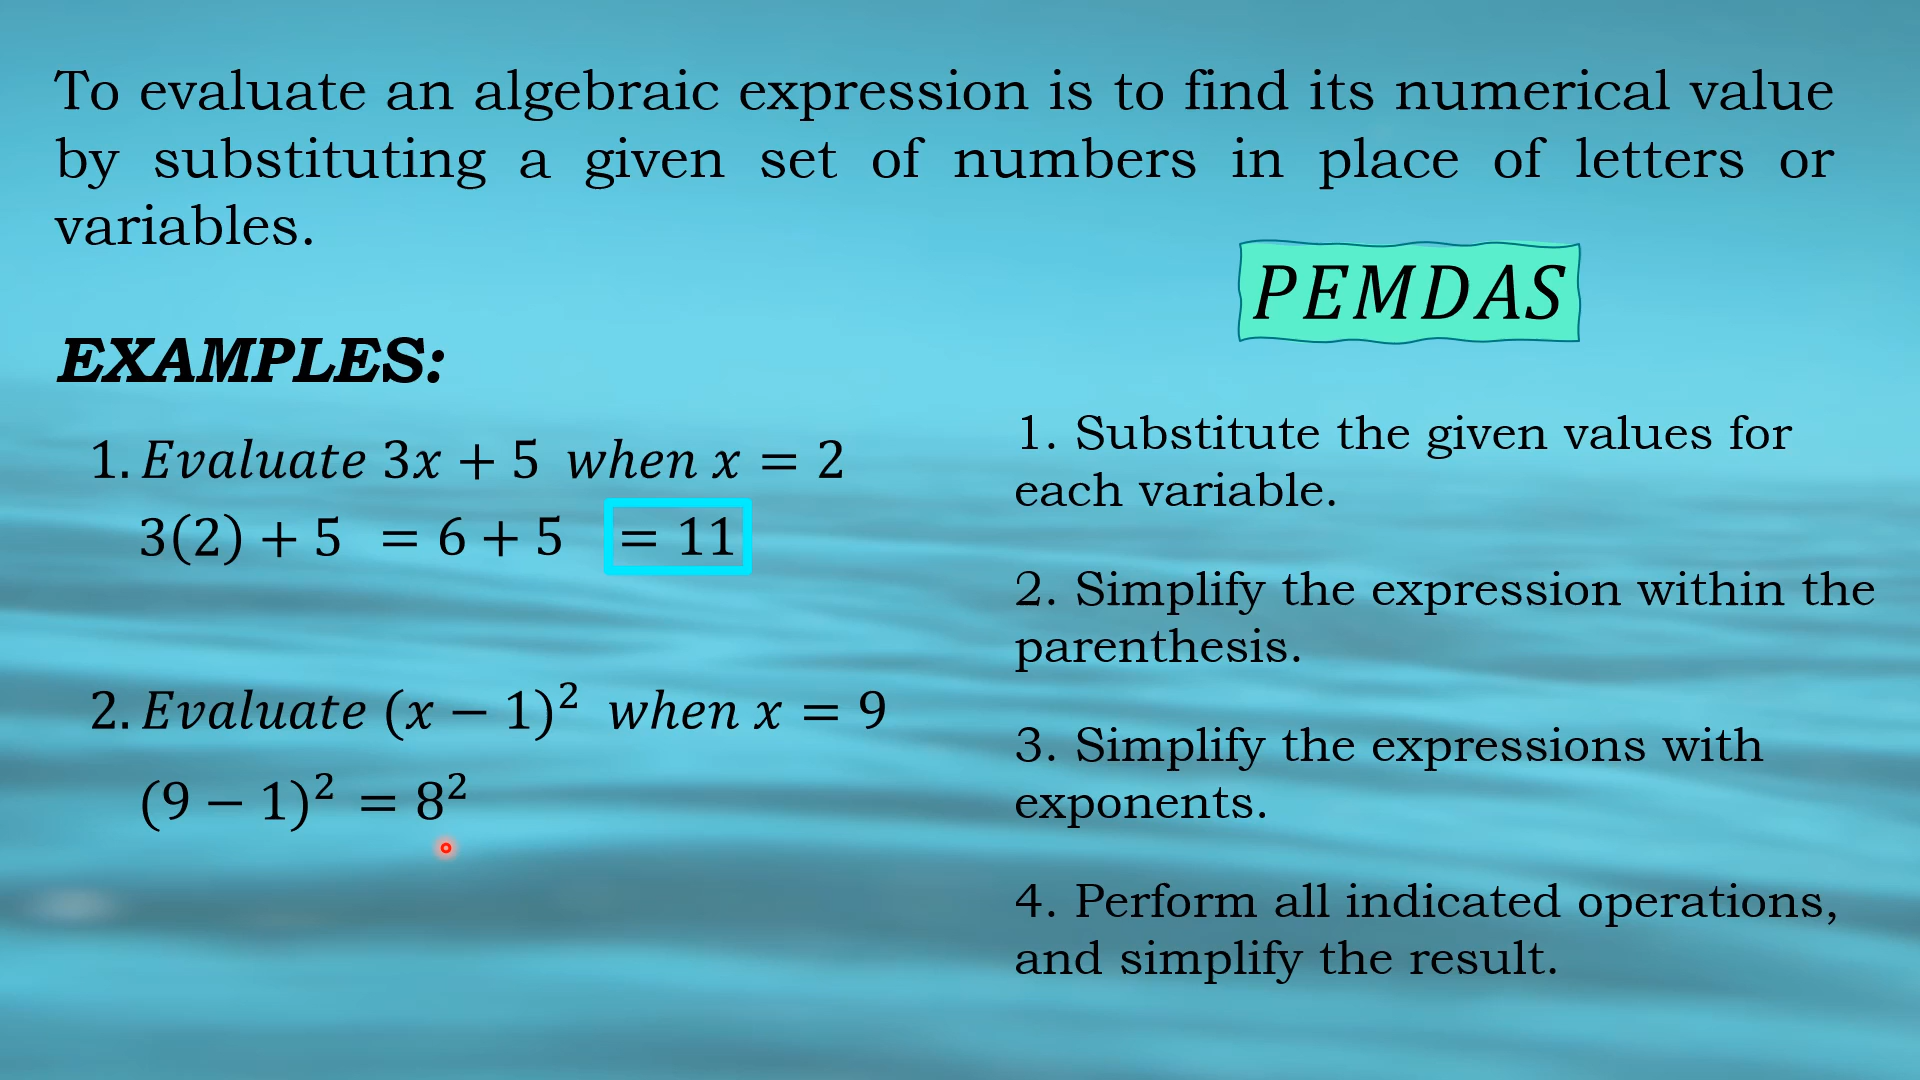 To evaluate an algebraic expression is to find its numerical value
by substituting a given set of numbers in place of letters or
variables.
PEMDAS
EXAMPLES:
1. Evaluate 3x + 5 when x = 2
3(2) + 5 = 6 + 5 = 11
2. Evaluate (x − 1)² when x = 9
(9 − 1)² = 8²
1. Substitute the given values for
each variable.
2. Simplify the expression within the
parenthesis.
3. Simplify the expressions with
exponents.
4. Perform all indicated operations,
and simplify the result.